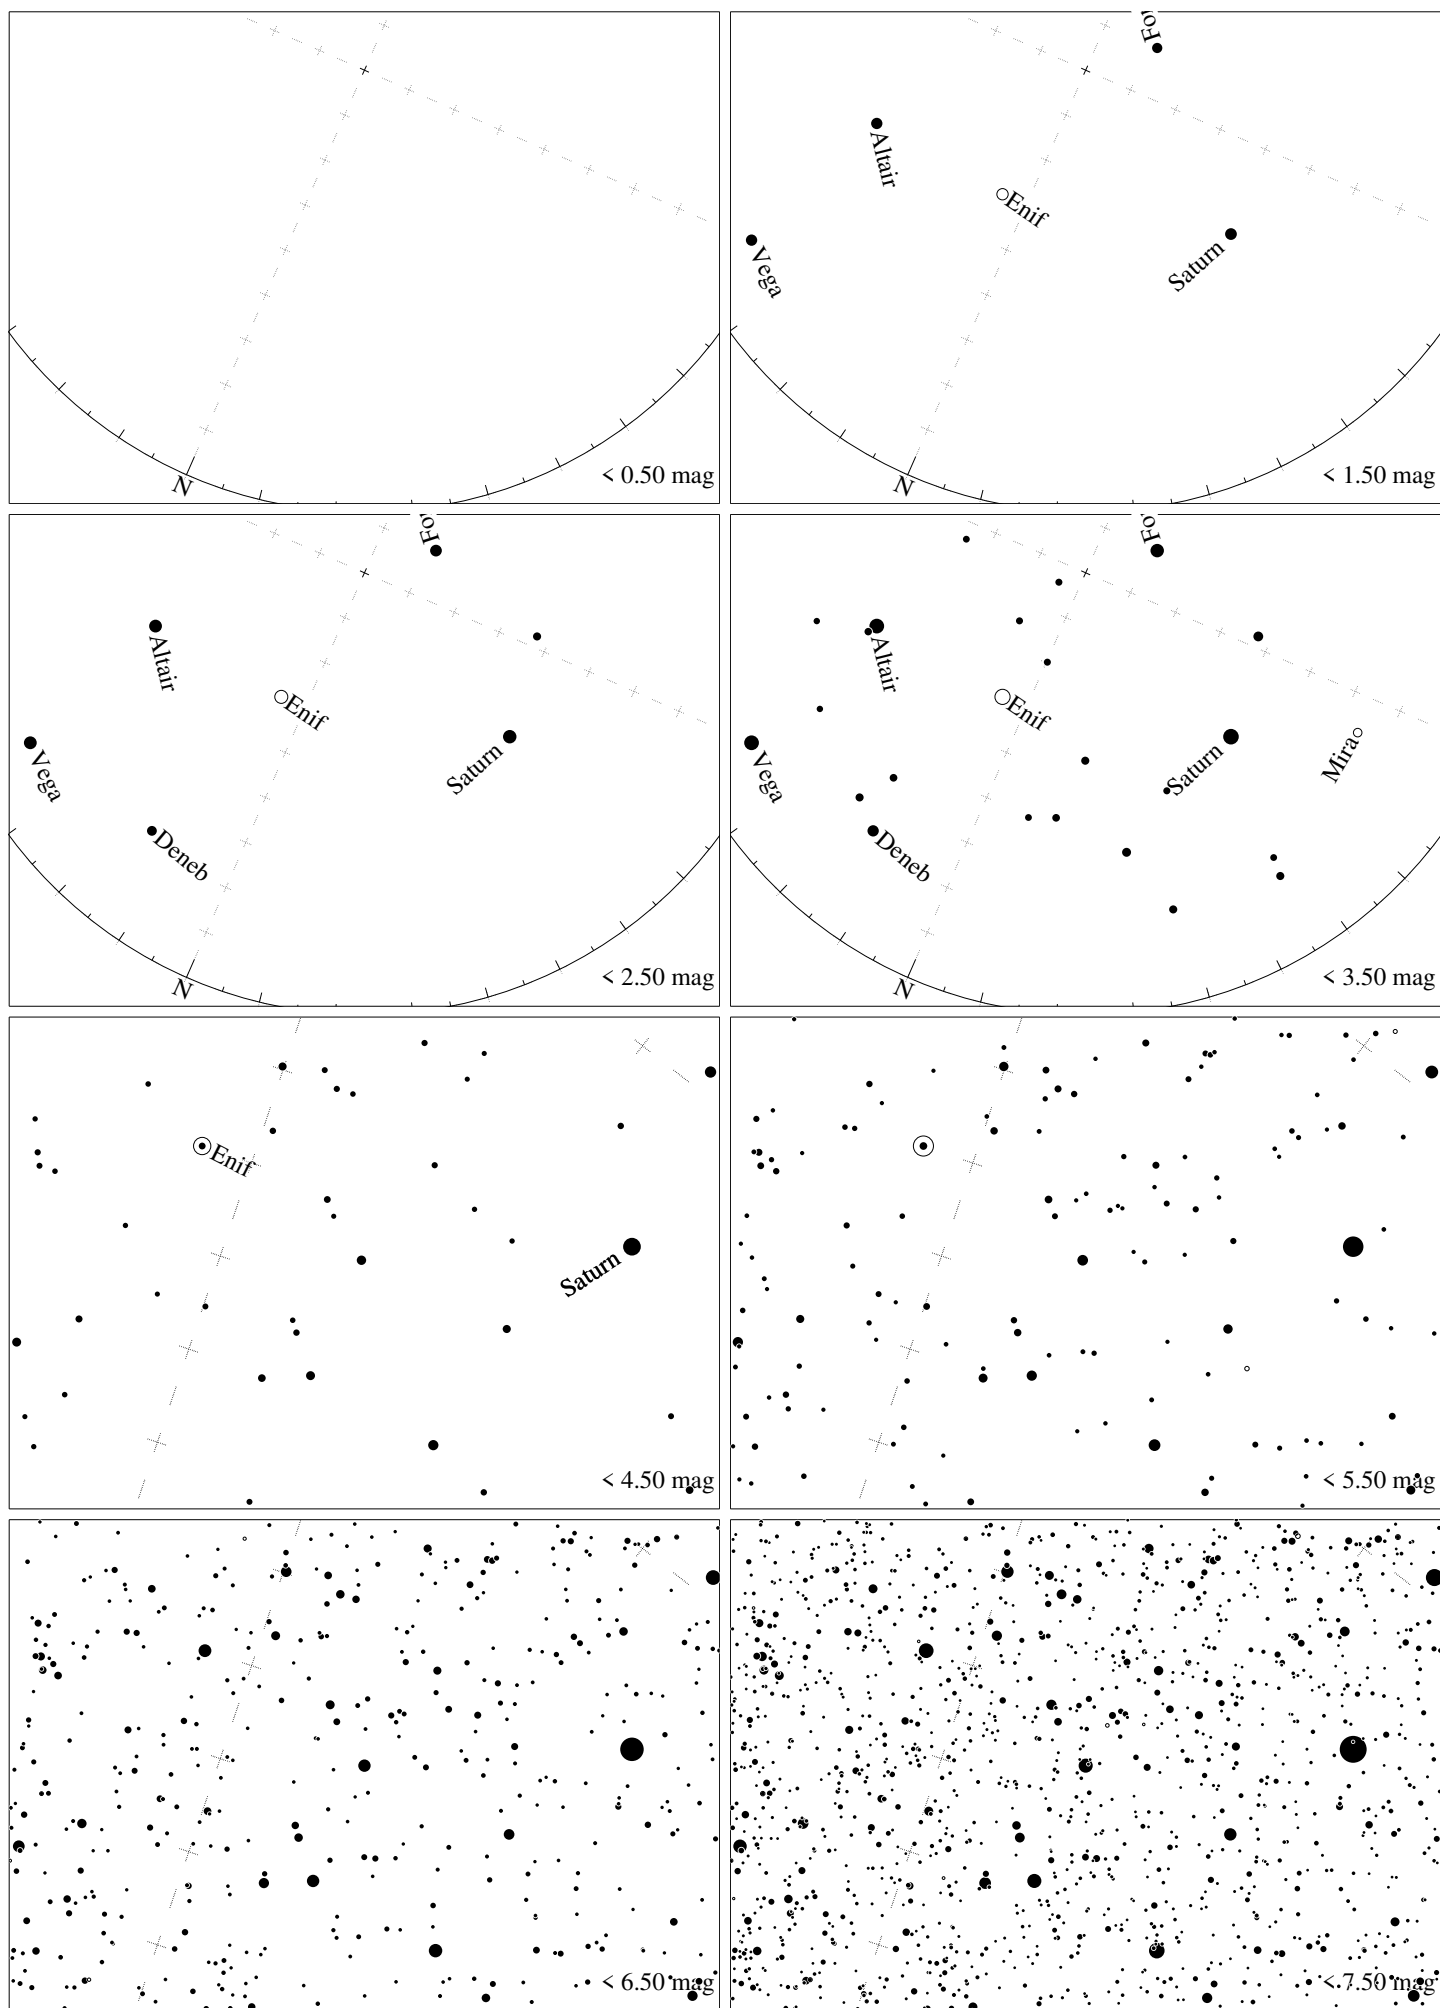 N
< 0.50 mag
Fo
Altair
Enif
Vega
Saturn
N
< 1.50 mag
Fo
Altair
Enif
Vega
Saturn
Deneb
N
< 2.50 mag
Fo
Altair
Enif
Vega
Saturn
Mira
Deneb
N
< 3.50 mag
Enif
Saturn
< 4.50 mag
< 5.50 mag
< 6.50 mag
< 7.50 mag